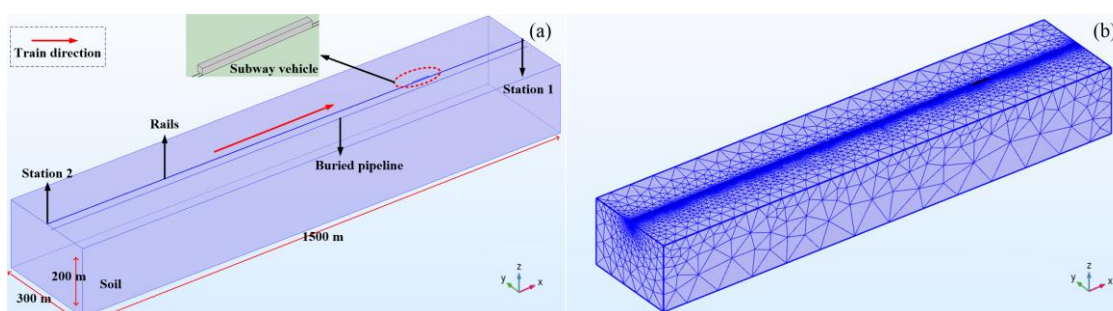 (a)
Train direction
Subway vehicle
Station 1
Rails
Buried pipeline
Station 2
1500 m
200 m
Soil
300 m
z
y
x
(b)
z
y
x